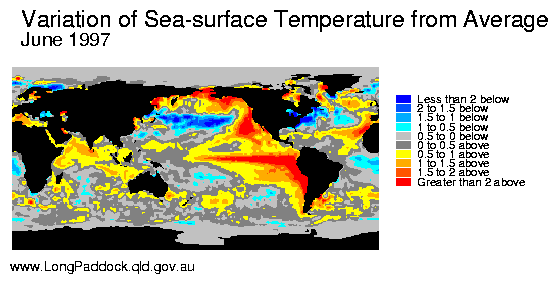 Variation of Sea-surface Temperature from Average
June 1997
Less than 2 below
2 to 1.5 below
1.5 to 1 below
1 to 0.5 below
0.5 to 0 below
0 to 0.5 above
0.5 to 1 above
1 to 1.5 above
1.5 to 2 above
Greater than 2 above
www.LongPaddock.qld.gov.au